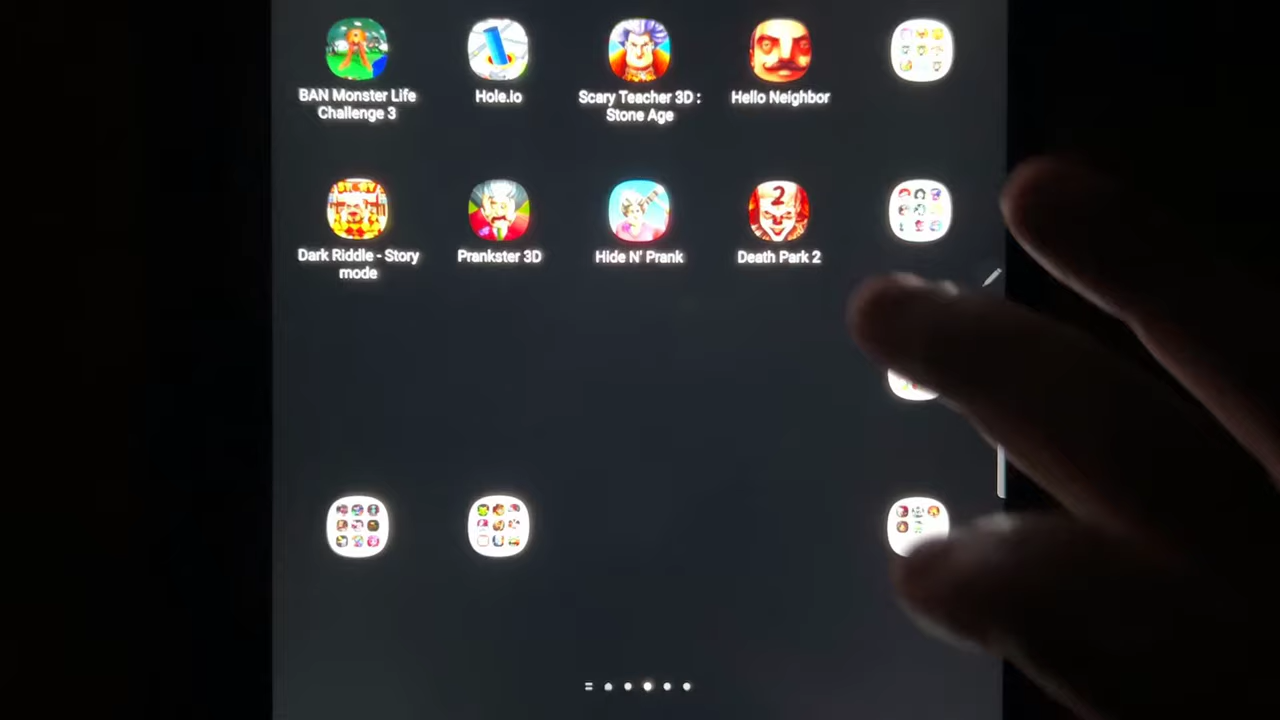 BAN Monster Life
Challenge 3
Hole.io
Scary Teacher 3D :
Stone Age
Hello Neighbor
2
Dark Riddle - Story
mode
Prankster 3D
Hide N' Prank
Death Park 2